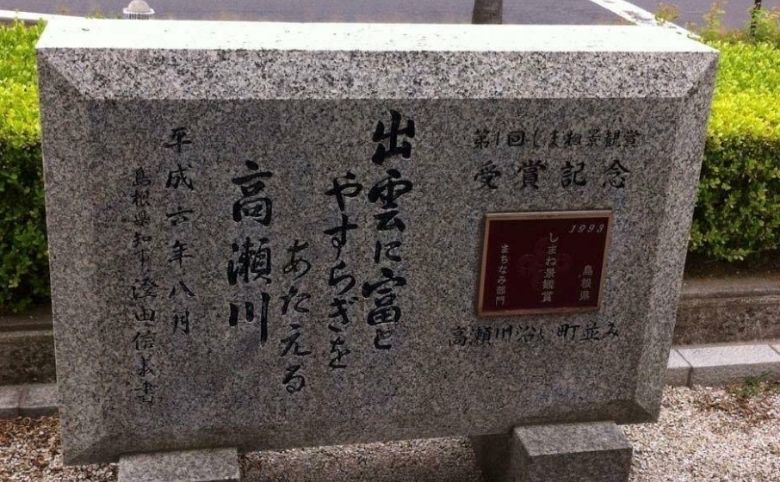 第1回しまね景観賞
受賞記念
1993
島根県
しまね景観賞
まちなみ部門
高瀬川沿い町並み
出雲に富と
やすらぎを
あたえる
高瀬川
平成六年八月
島根県知事澄田信義書